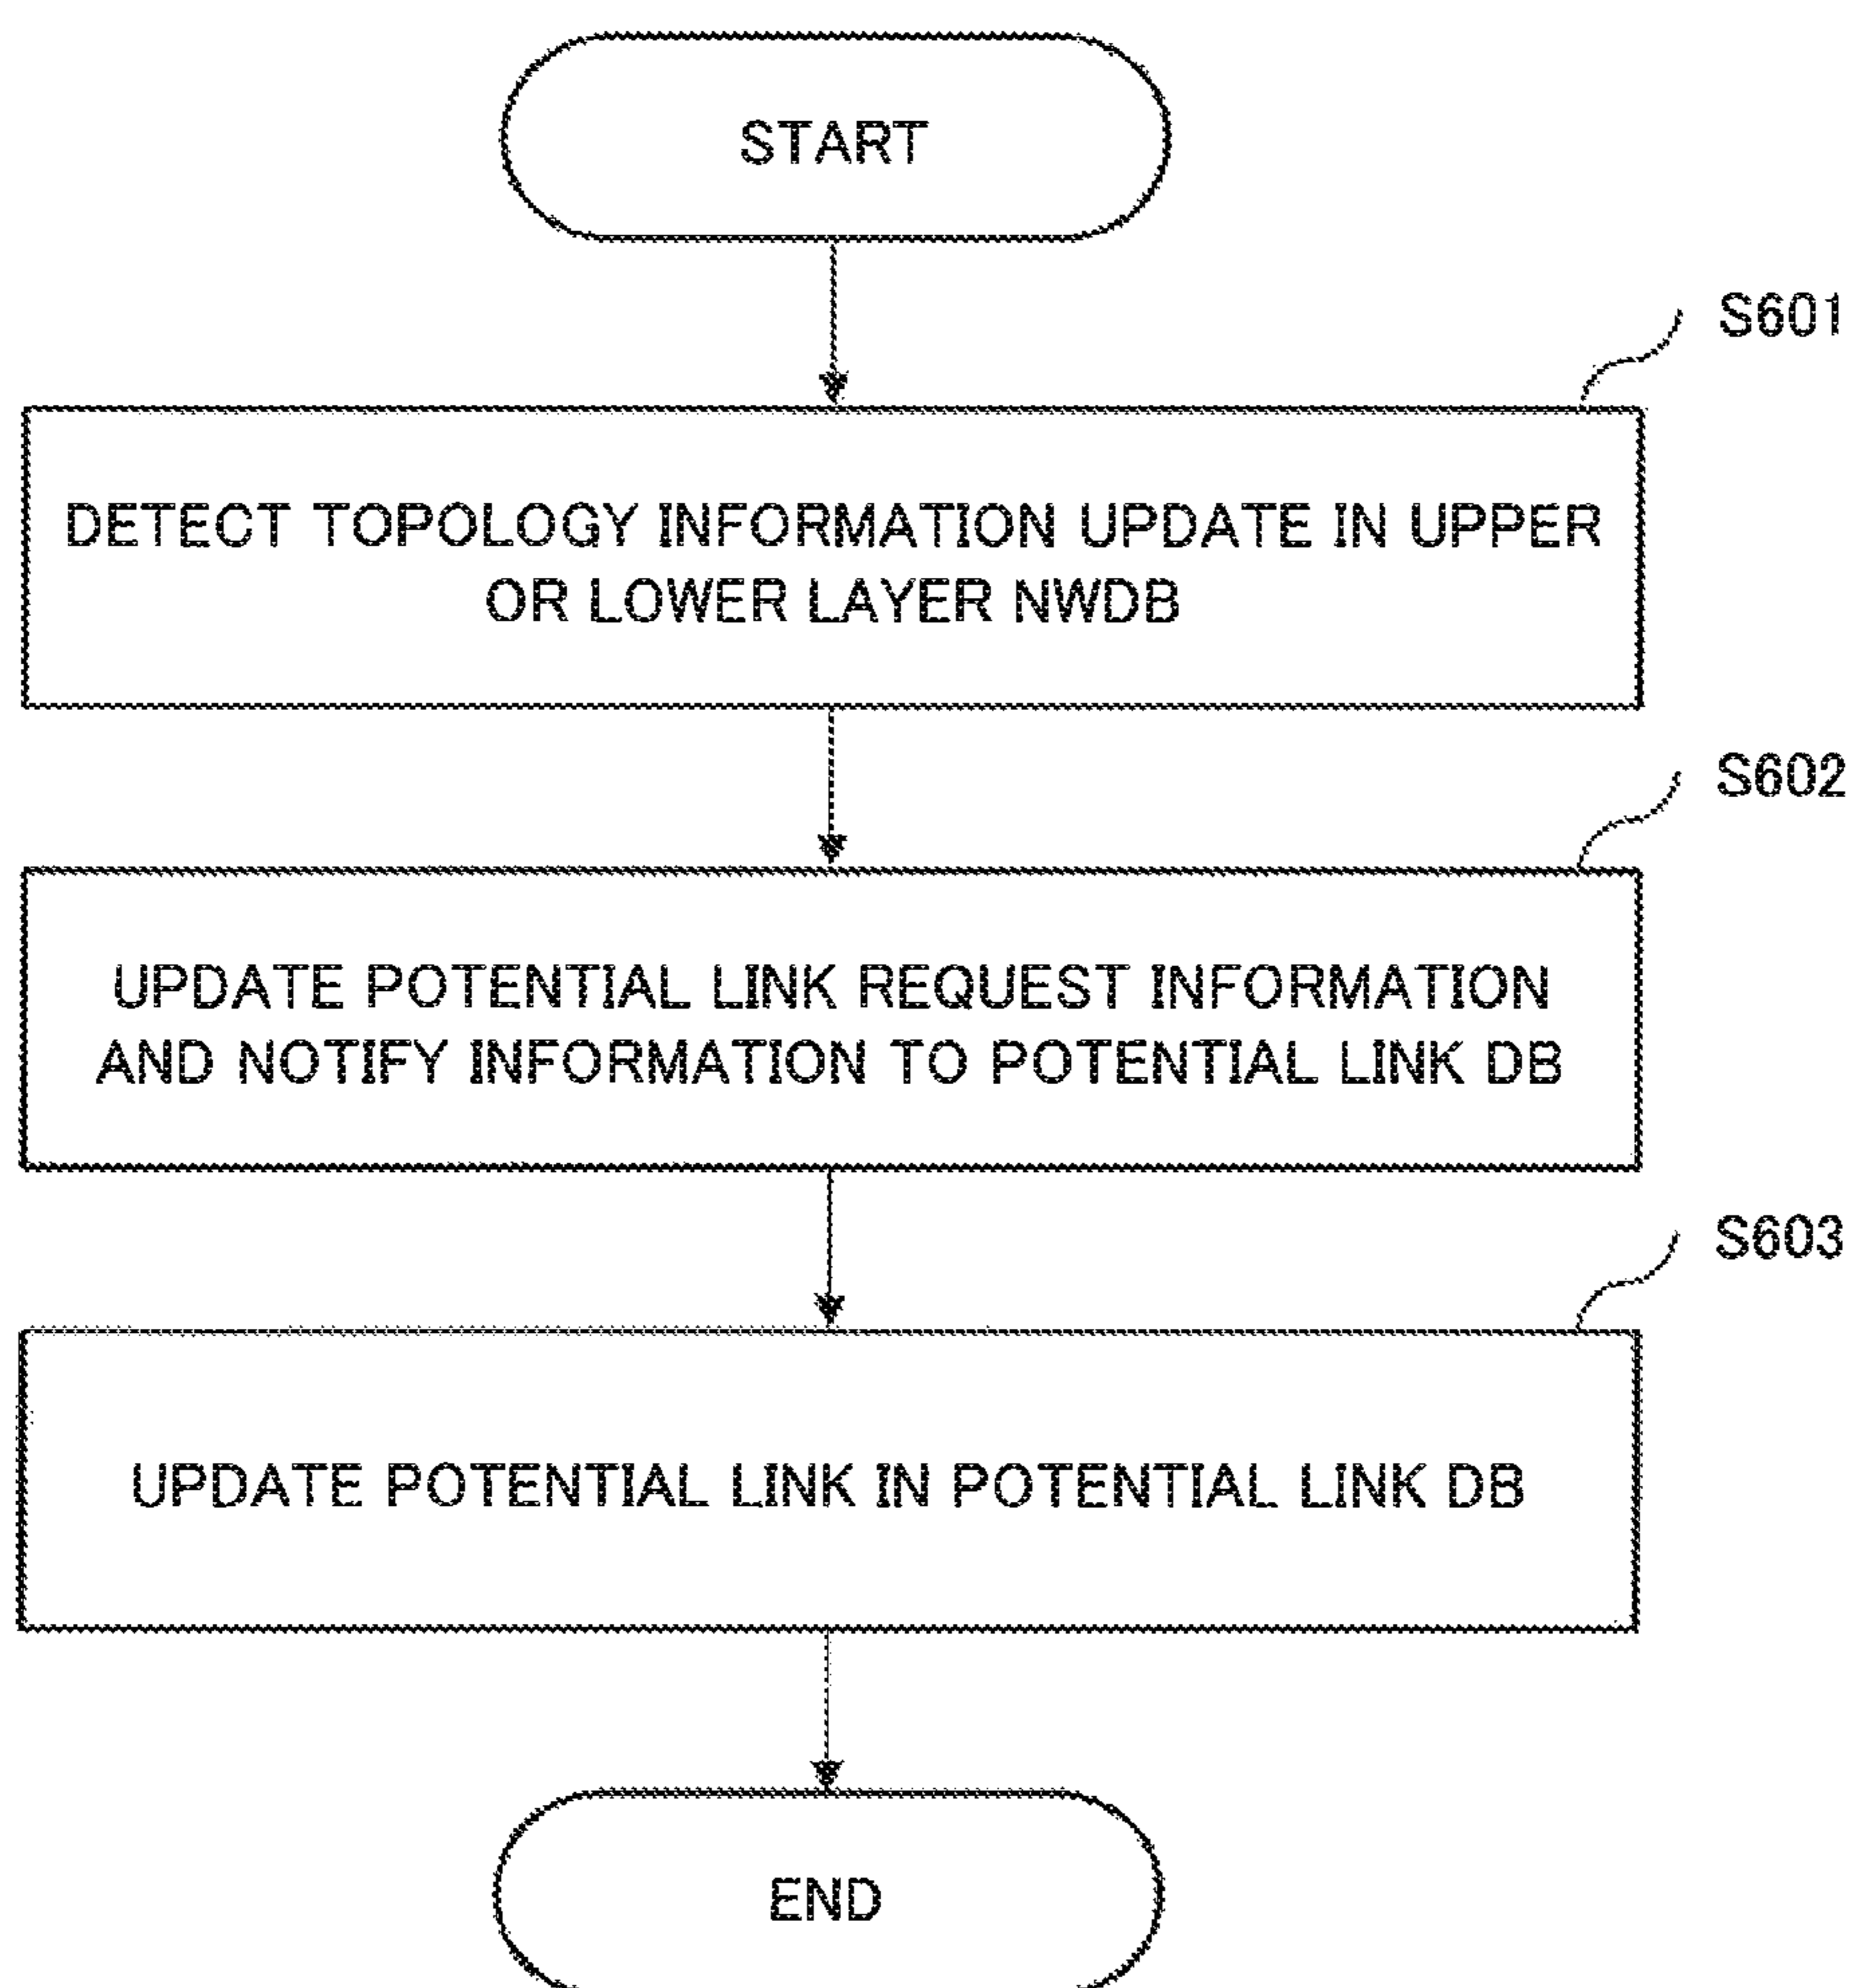 START
S601
DETECT TOPOLOGY INFORMATION UPDATE IN UPPER
OR LOWER LAYER NWDB
S602
UPDATE POTENTIAL LINK REQUEST INFORMATION
AND NOTIFY INFORMATION TO POTENTIAL LINK DB
S603
UPDATE POTENTIAL LINK IN POTENTIAL LINK DB
END